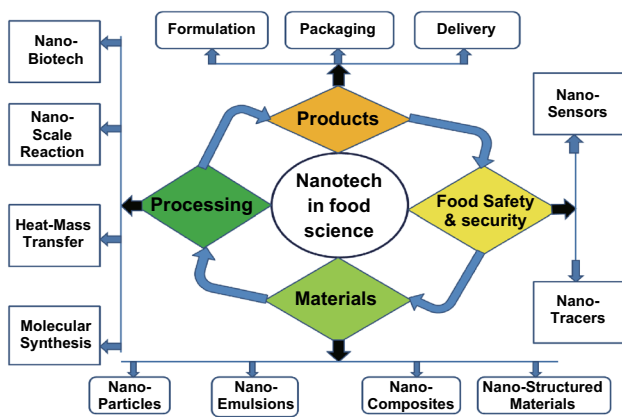 Formulation
Packaging
Delivery
Nano-
Biotech
Nano-
Scale
Reaction
Heat-Mass
Transfer
Molecular
Synthesis
Products
Processing
Nanotech
in food
science
Food Safety
& security
Materials
Nano-
Sensors
Nano-
Tracers
Nano-
Particles
Nano-
Emulsions
Nano-
Composites
Nano-Structured
Materials